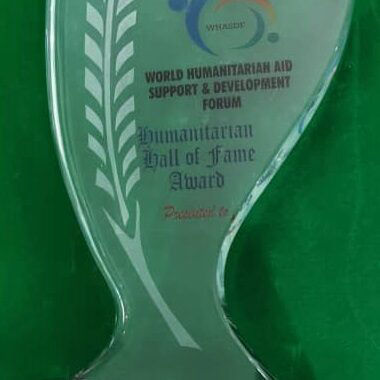 WHASDF
WORLD HUMANITARIAN AID
SUPPORT & DEVELOPMENT
FORUM
Humanitarian
Hall of Fame
Award
Presented to